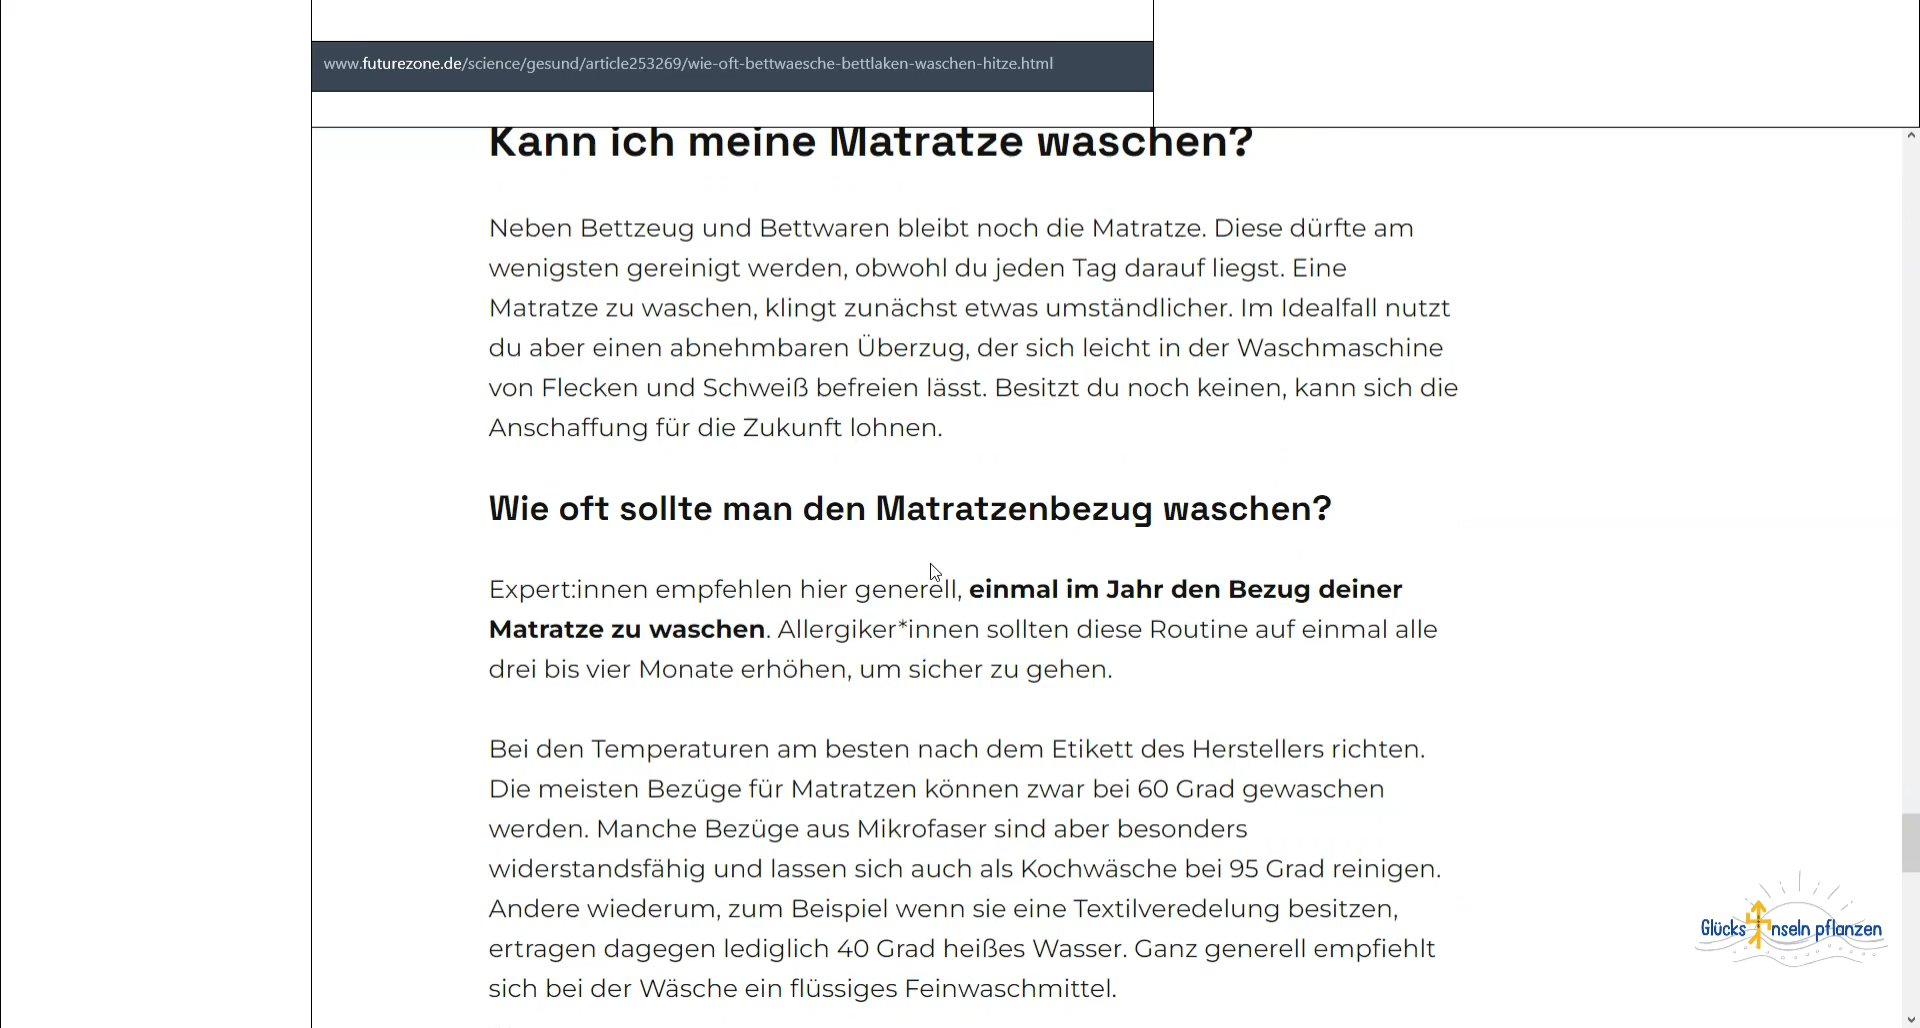 www.futurezone.de/science/gesund/article253269/wie-oft-bettwaesche-bettlaken-waschen-hitze.html
Kann ich meine Matratze waschen?
Neben Bettzeug und Bettwaren bleibt noch die Matratze. Diese dürfte am
wenigsten gereinigt werden, obwohl du jeden Tag darauf liegst. Eine
Matratze zu waschen, klingt zunächst etwas umständlicher. Im Idealfall nutzt
du aber einen abnehmbaren Überzug, der sich leicht in der Waschmaschine
von Flecken und Schweiß befreien lässt. Besitzt du noch keinen, kann sich die
Anschaffung für die Zukunft lohnen.
Wie oft sollte man den Matratzenbezug waschen?
Expert:innen empfehlen hier generell, einmal im Jahr den Bezug deiner
Matratze zu waschen. Allergiker*innen sollten diese Routine auf einmal alle
drei bis vier Monate erhöhen, um sicher zu gehen.
Bei den Temperaturen am besten nach dem Etikett des Herstellers richten.
Die meisten Bezüge für Matratzen können zwar bei 60 Grad gewaschen
werden. Manche Bezüge aus Mikrofaser sind aber besonders
widerstandsfähig und lassen sich auch als Kochwäsche bei 95 Grad reinigen.
Andere wiederum, zum Beispiel wenn sie eine Textilveredelung besitzen,
ertragen dagegen lediglich 40 Grad heißes Wasser. Ganz generell empfiehlt
sich bei der Wäsche ein flüssiges Feinwaschmittel.
Glücks Inseln pflanzen